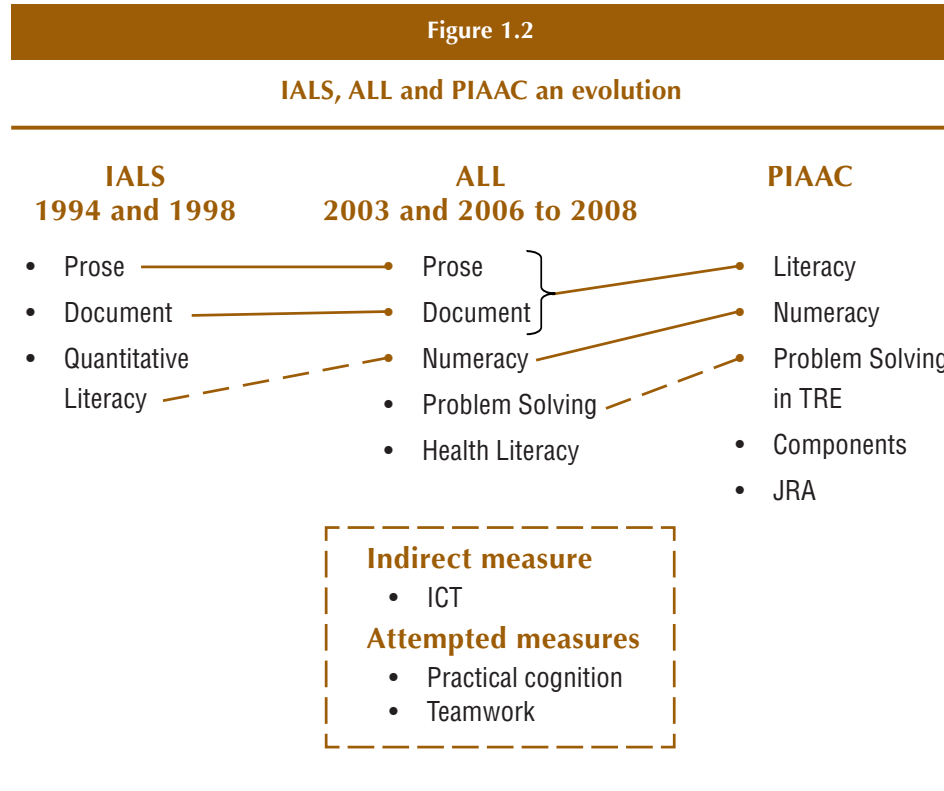 Figure 1.2
IALS, ALL and PIAAC an evolution
IALS
1994 and 1998
• Prose
• Document
• Quantitative
Literacy
ALL
2003 and 2006 to 2008
Prose
Document
Numeracy
• Problem Solving
• Health Literacy
PIAAC
Literacy
Numeracy
Problem Solving
in TRE
• Components
• JRA
Indirect measure
• ICT
Attempted measures
• Practical cognition
• Teamwork